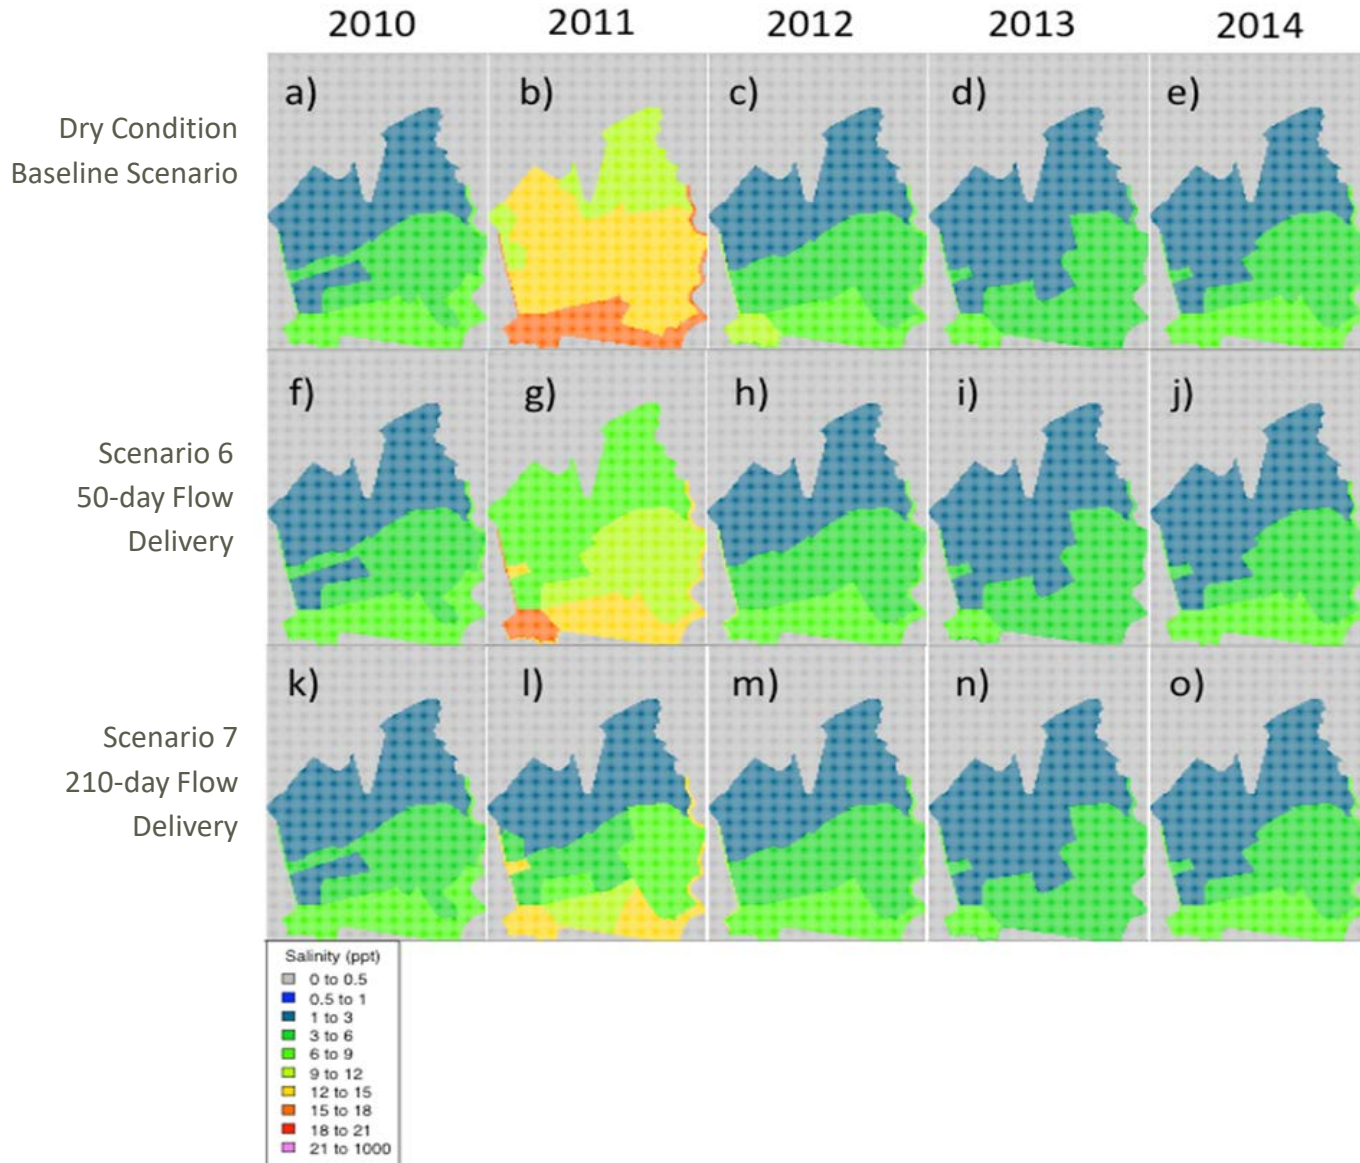 2010 2011 2012 2013 2014
Dry Condition
Baseline Scenario
a) b) c) d) e)
Scenario 6
50-day Flow
Delivery
f) g) h) i) j)
Scenario 7
210-day Flow
Delivery
k) l) m) n) o)
Salinity (ppt)
0 to 0.5
0.5 to 1
1 to 3
3 to 6
6 to 9
9 to 12
12 to 15
15 to 18
18 to 21
21 to 1000